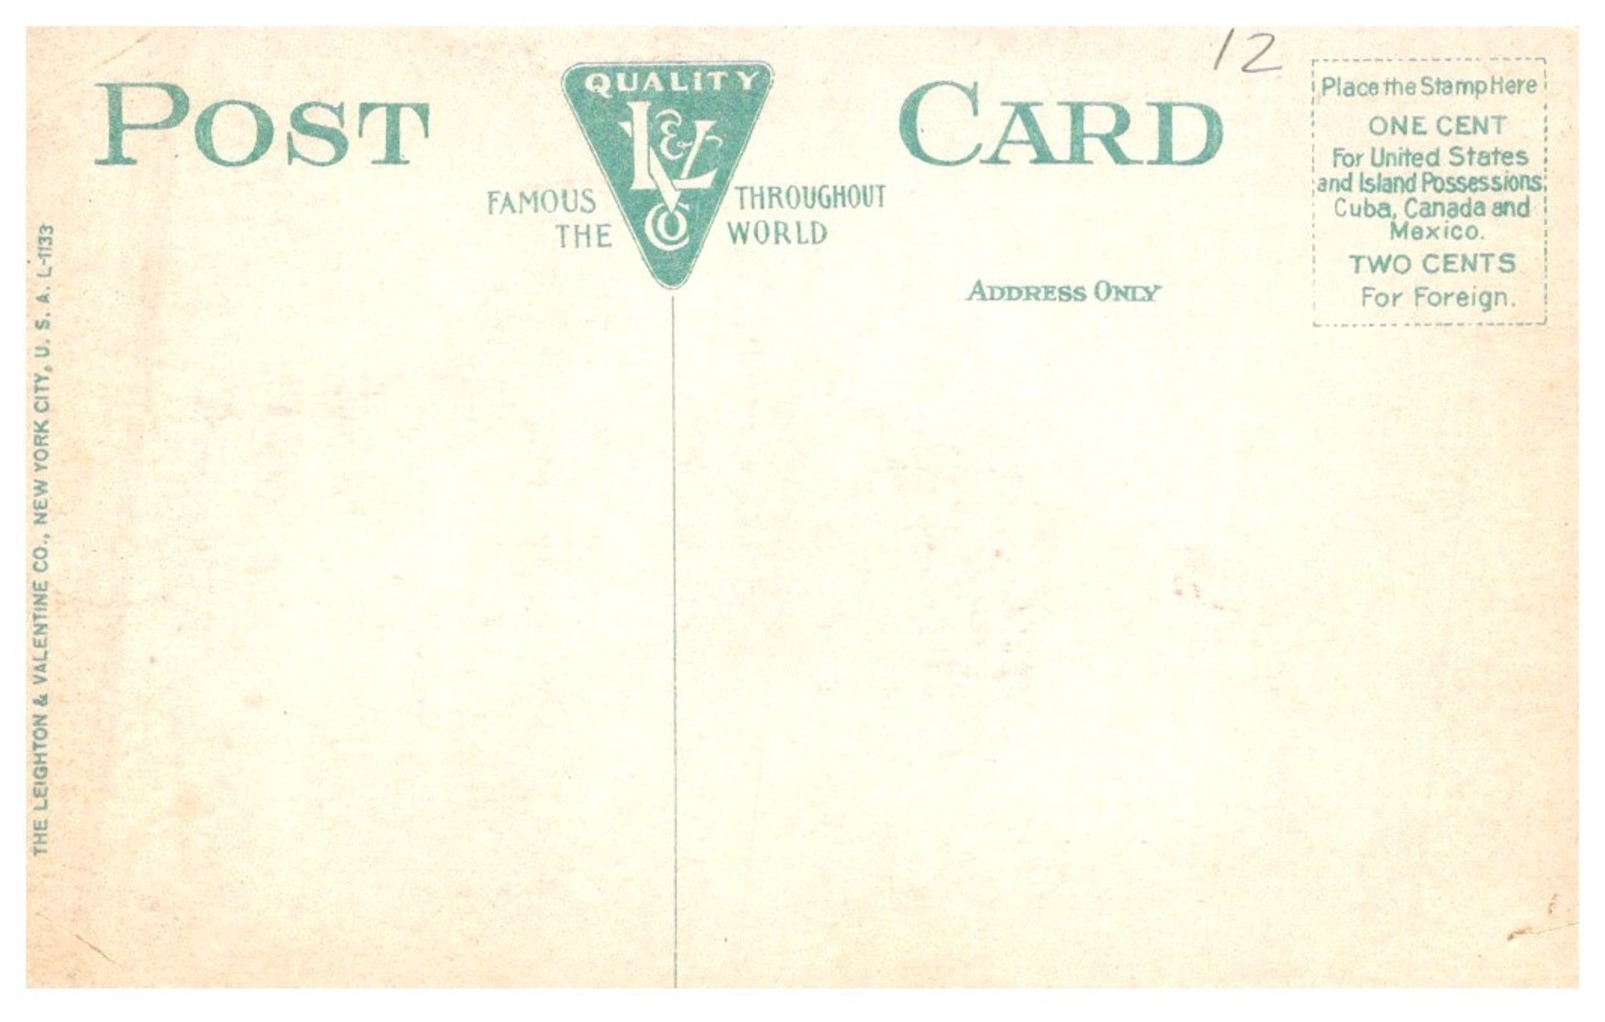 12
POST CARD
QUALITY
L & V
CO
FAMOUS THROUGHOUT
THE WORLD
ADDRESS ONLY
Place the Stamp Here
ONE CENT
For United States
and Island Possessions,
Cuba, Canada and
Mexico.
TWO CENTS
For Foreign.
THE LEIGHTON & VALENTINE CO., NEW YORK CITY, U. S. A. L-1133